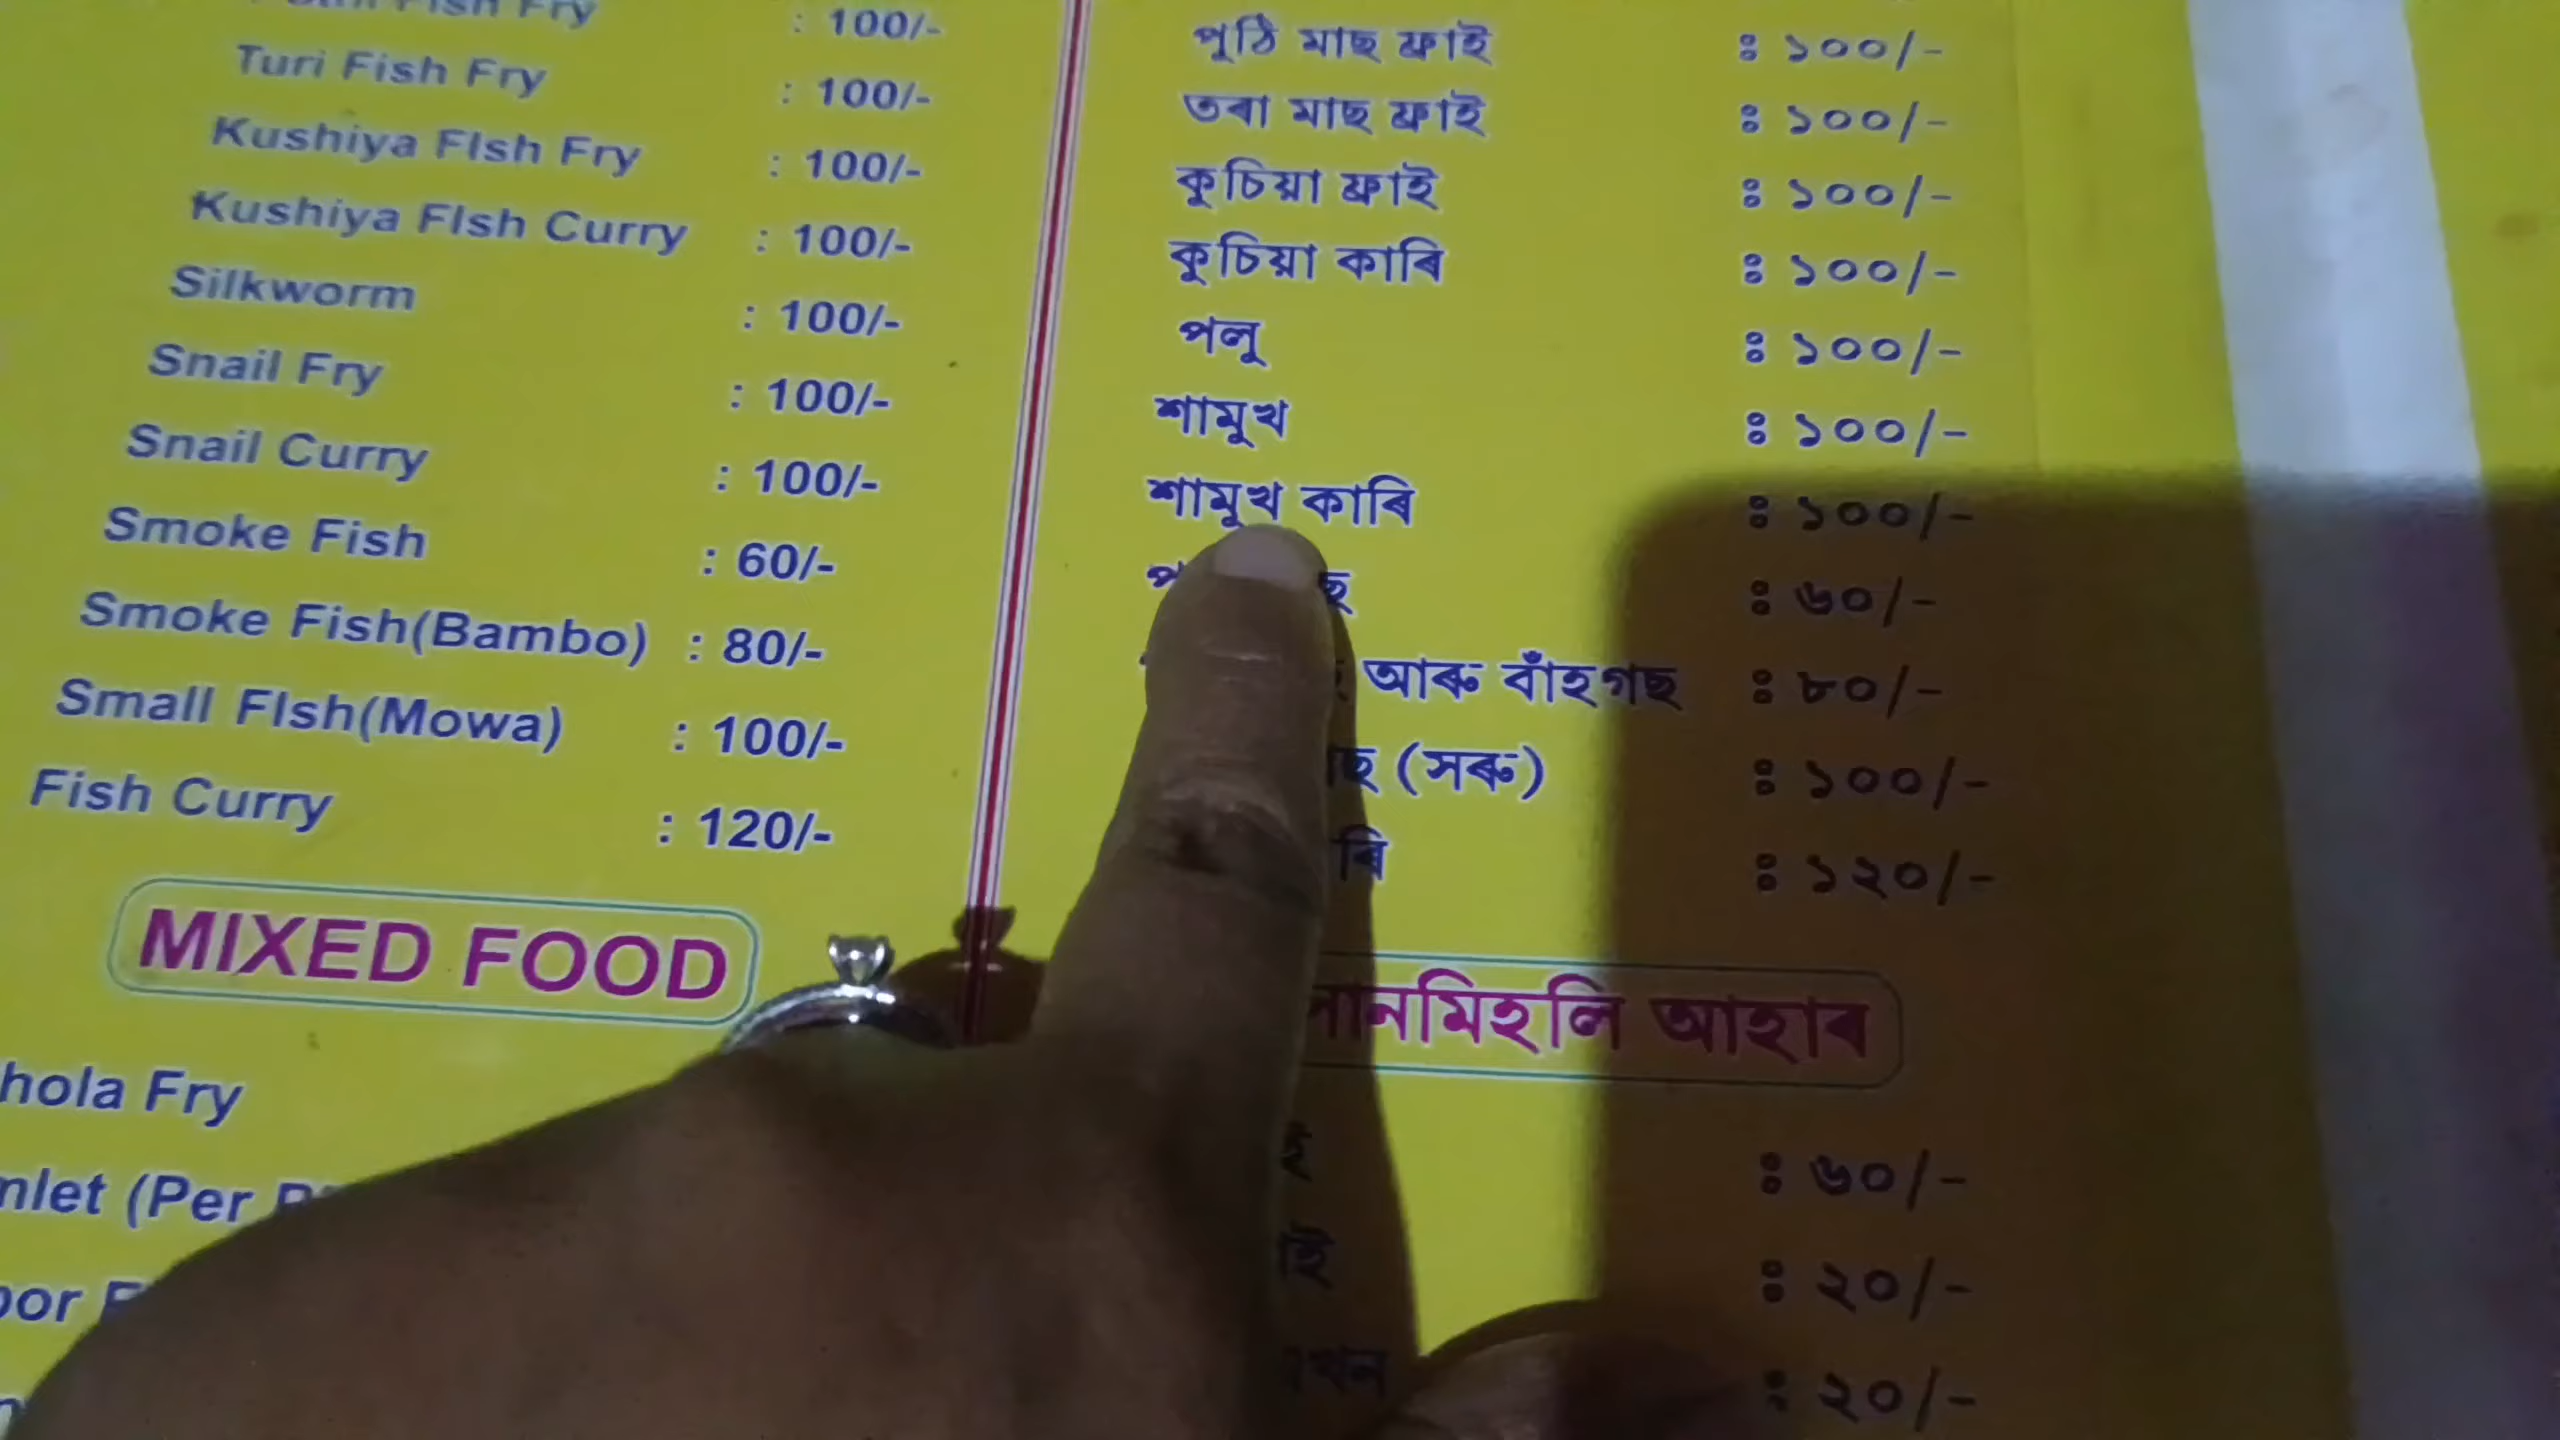 Fish Fry : 100/-
Turi Fish Fry : 100/-
Kushiya FIsh Fry : 100/-
Kushiya FIsh Curry : 100/-
Silkworm : 100/-
Snail Fry : 100/-
Snail Curry : 100/-
Smoke Fish : 60/-
Smoke Fish(Bambo) : 80/-
Small FIsh(Mowa) : 100/-
Fish Curry : 120/-
MIXED FOOD
Fry
(Per
পুঠি মাছ ফ্ৰাই : ১০০/-
তৰা মাছ ফ্ৰাই : ১০০/-
কুচিয়া ফ্ৰাই : ১০০/-
কুচিয়া কাৰি : ১০০/-
পলু : ১০০/-
শামুখ : ১০০/-
শামুখ কাৰি : ১০০/-
: ৬০/-
আৰু বাঁহগছ : ৮০/-
(সৰু) : ১০০/-
: ১২০/-
আহাৰ
: ৬০/-
: ২০/-
: ২০/-